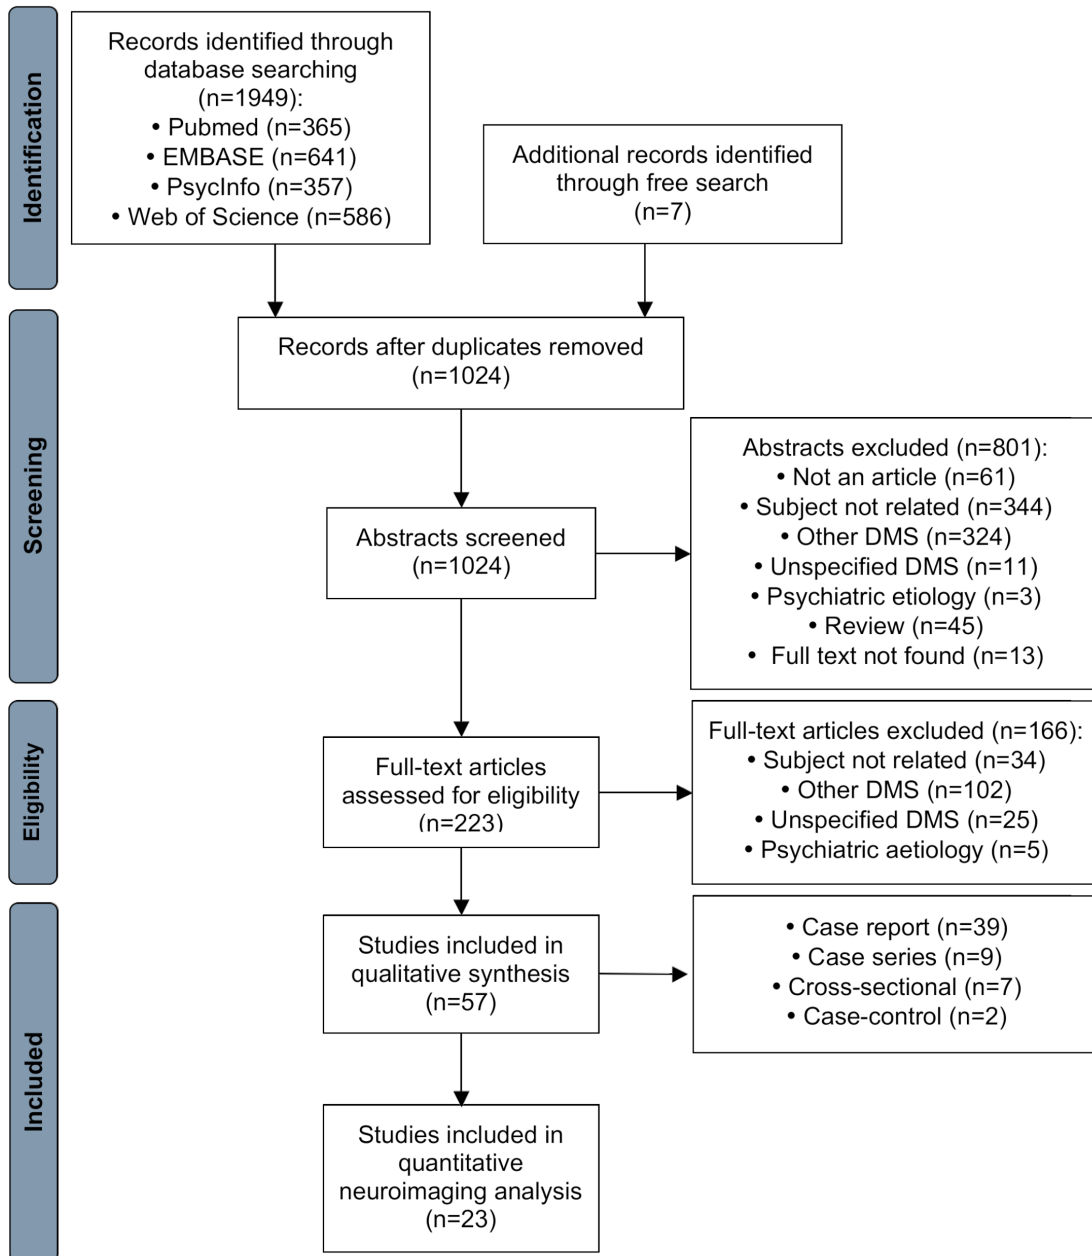 Identification
Records identified through
database searching
(n=1949):
• Pubmed (n=365)
• EMBASE (n=641)
• PsycInfo (n=357)
• Web of Science (n=586)
Additional records identified
through free search
(n=7)
Screening
Records after duplicates removed
(n=1024)
Abstracts screened
(n=1024)
Abstracts excluded (n=801):
• Not an article (n=61)
• Subject not related (n=344)
• Other DMS (n=324)
• Unspecified DMS (n=11)
• Psychiatric etiology (n=3)
• Review (n=45)
• Full text not found (n=13)
Eligibility
Full-text articles
assessed for eligibility
(n=223)
Full-text articles excluded (n=166):
• Subject not related (n=34)
• Other DMS (n=102)
• Unspecified DMS (n=25)
• Psychiatric aetiology (n=5)
Included
Studies included in
qualitative synthesis
(n=57)
• Case report (n=39)
• Case series (n=9)
• Cross-sectional (n=7)
• Case-control (n=2)
Studies included in
quantitative
neuroimaging analysis
(n=23)